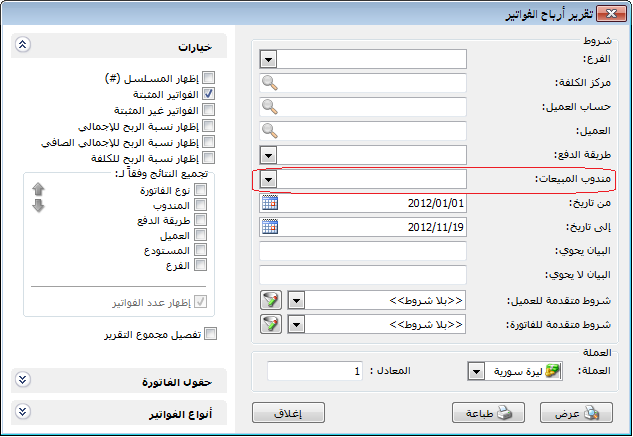 تقرير أرباح الفواتير
شروط
الفرع:
مركز الكلفة:
حساب العميل:
العميل:
طريقة الدفع:
مندوب المبيعات:
من تاريخ: 2012/01/01
إلى تاريخ: 2012/11/19
البيان يحوي:
البيان لا يحوي:
شروط متقدمة للعميل: <<بلا شروط>>
شروط متقدمة للفاتورة: <<بلا شروط>>
العملة
العملة: ليرة سورية المعادل : 1
عرض طباعة إغلاق
خيارات
إظهار المسلسل (#)
الفواتير المثبتة
الفواتير غير المثبتة
إظهار نسبة الربح للإجمالي
إظهار نسبة الربح للإجمالي الصافي
إظهار نسبة الربح للكلفة
تجميع النتائج وفقاً لـ:
نوع الفاتورة
المندوب
طريقة الدفع
العميل
المستودع
الفرع
إظهار عدد الفواتير
تفصيل مجموع التقرير
حقول الفاتورة
أنواع الفواتير